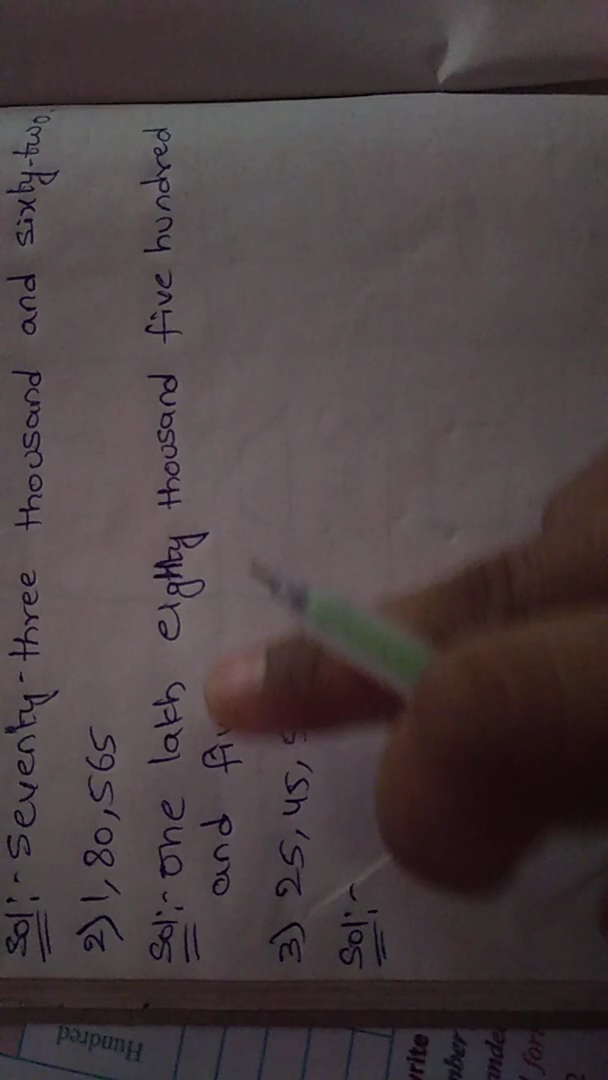 Sol:- Seventy-three thousand and sixty-two.
2) 1,80,565
Sol:- one lakh eighty thousand five hundred
and
3) 25,45,
Sol:-
Hundred